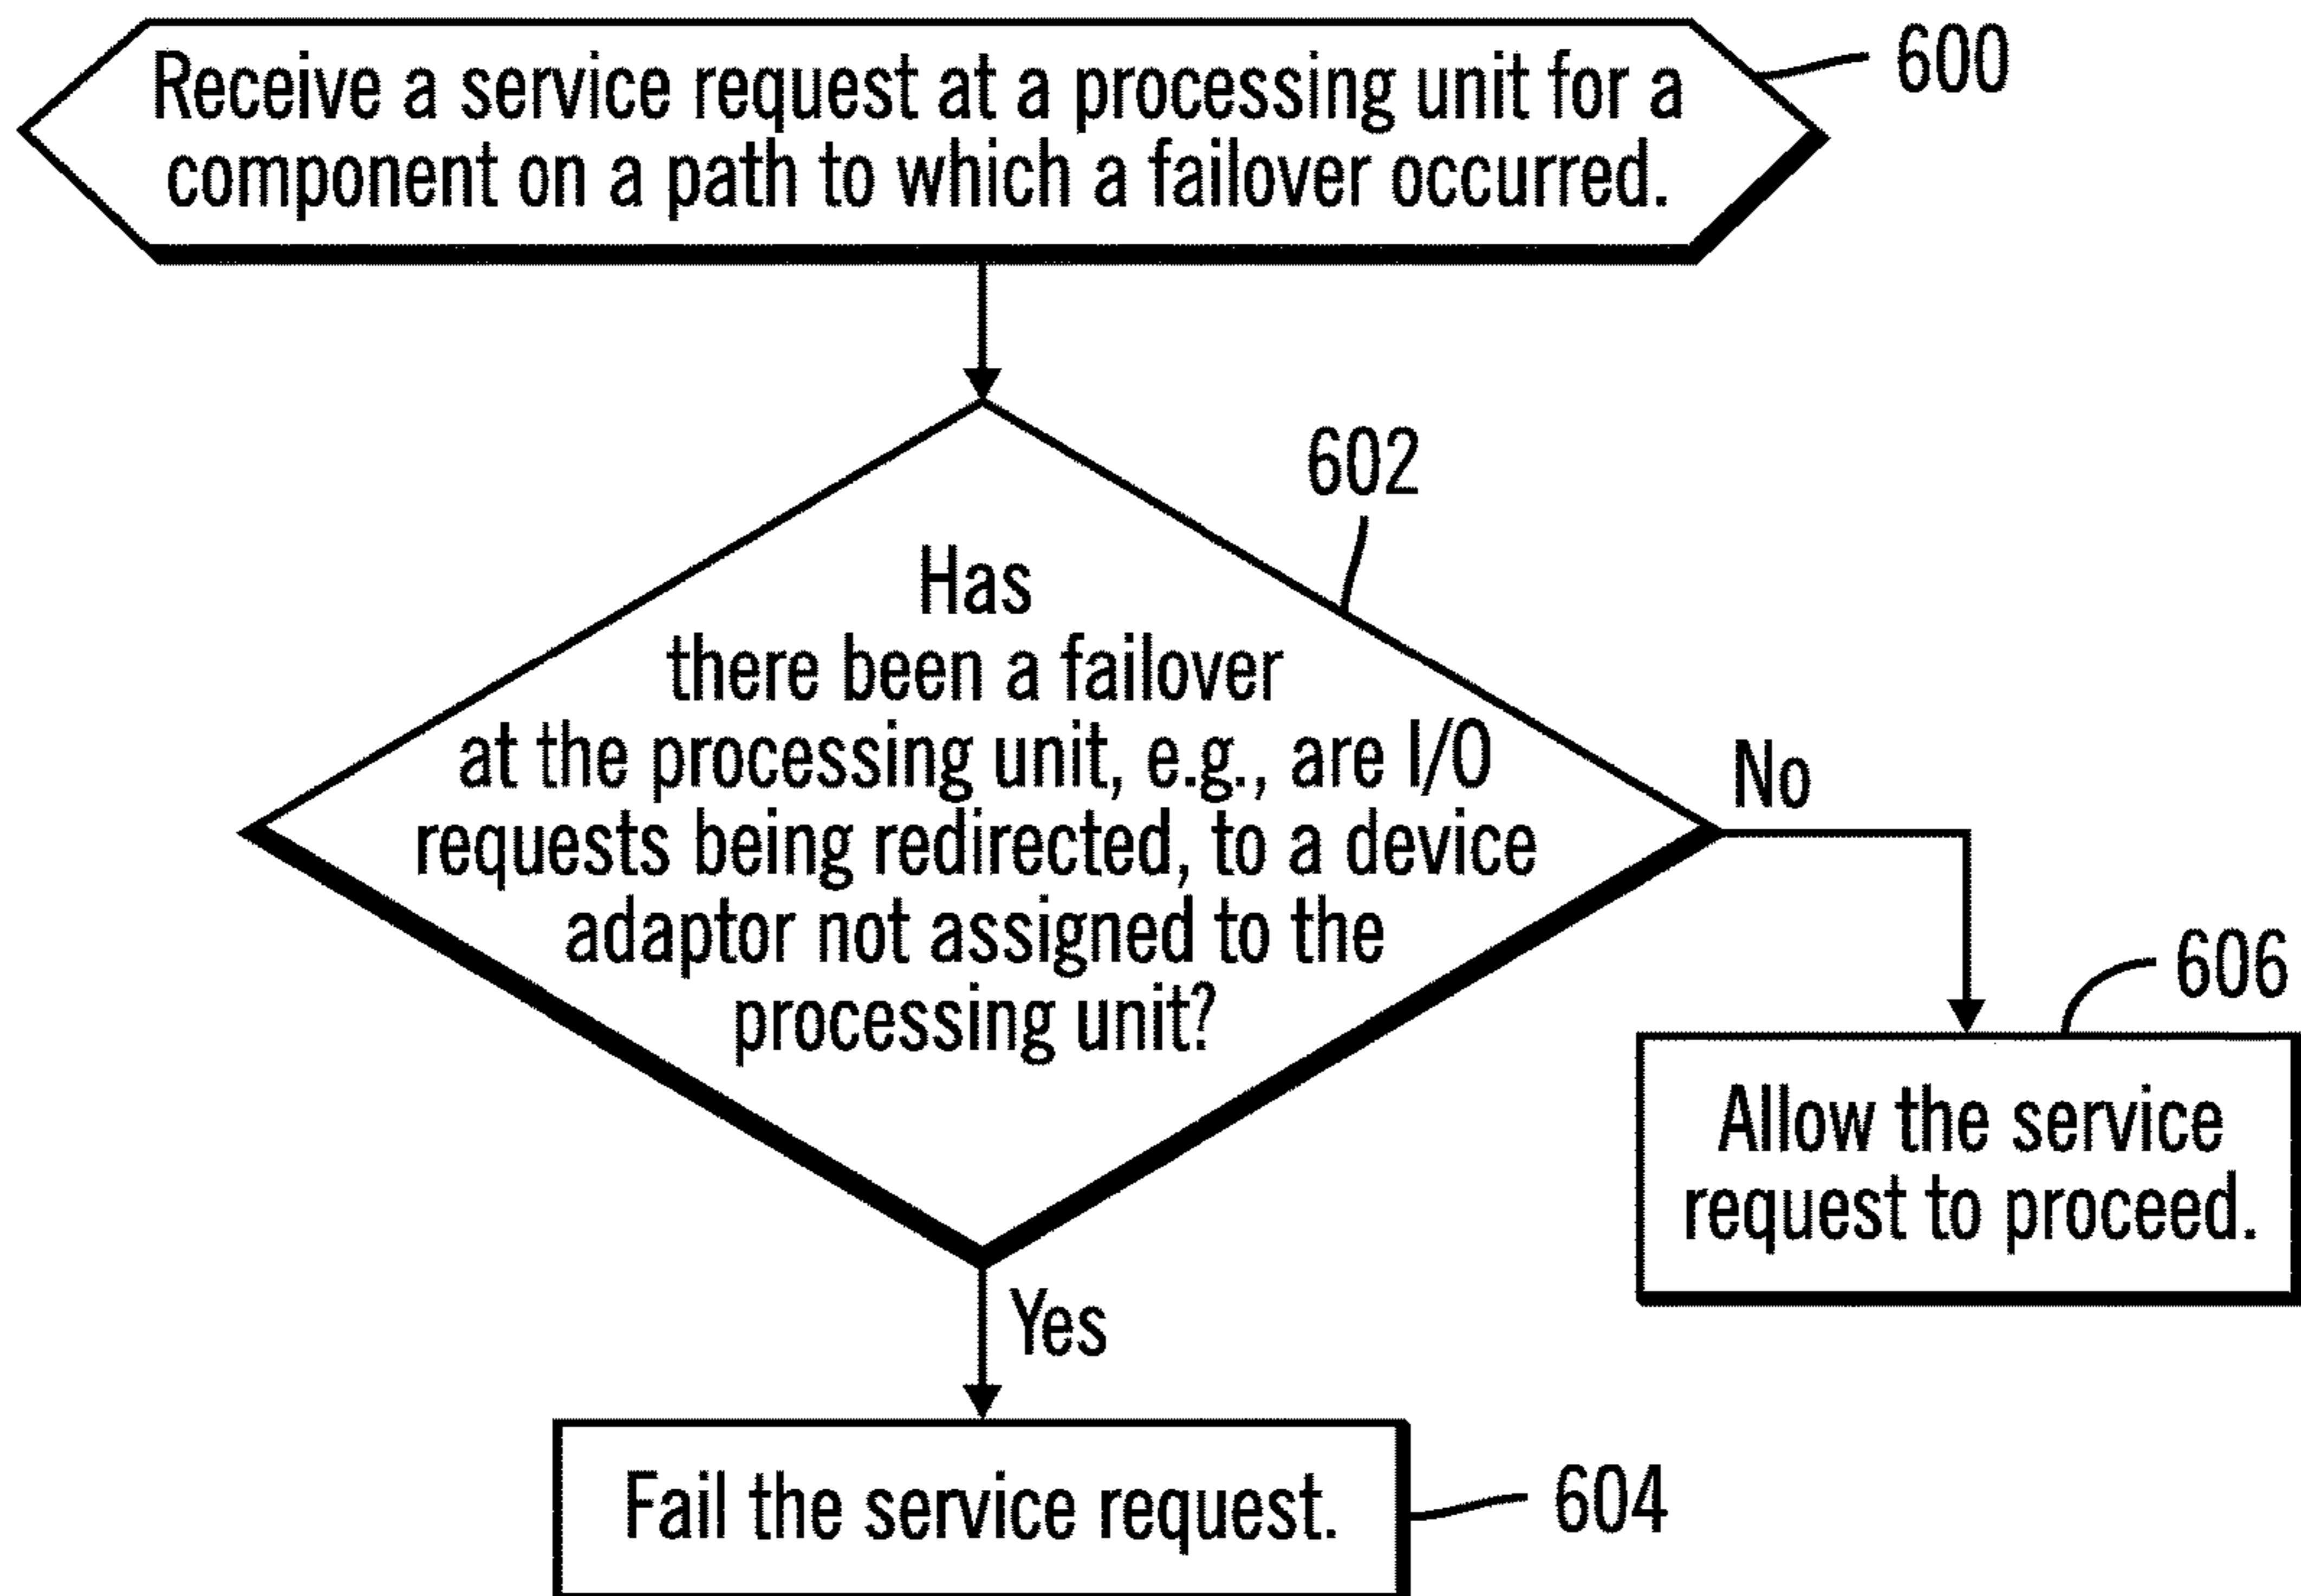 Receive a service request at a processing unit for a
component on a path to which a failover occurred.
600
602
Has
there been a failover
at the processing unit, e.g., are I/O
requests being redirected, to a device
adaptor not assigned to the
processing unit?
No
606
Allow the service
request to proceed.
Yes
Fail the service request.
604